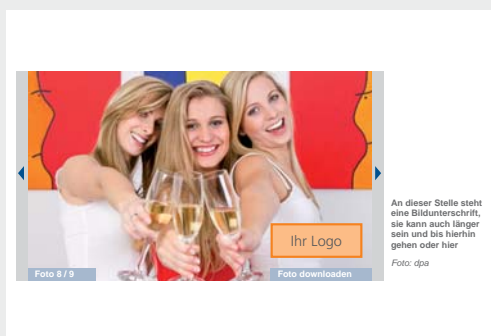 Ihr Logo
Foto 8 / 9
Foto downloaden
An dieser Stelle steht
eine Bildunterschrift,
sie kann auch länger
sein und bis hierhin
gehen oder hier
Foto: dpa